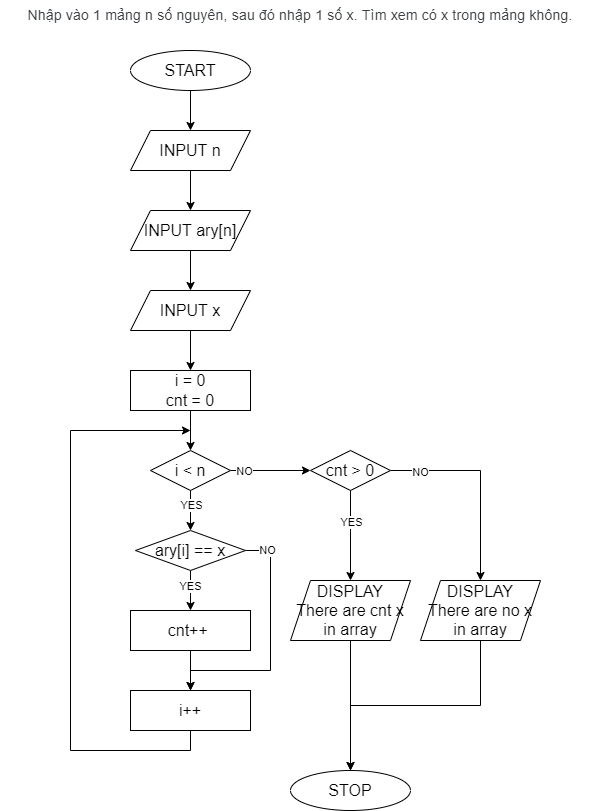 Nhập vào 1 mảng n số nguyên, sau đó nhập 1 số x. Tìm xem có x trong mảng không.
START
INPUT n
INPUT ary[n]
INPUT x
i = 0
cnt = 0
i < n
NO
cnt > 0
NO
YES
YES
ary[i] == x
NO
YES
DISPLAY
There are cnt x
in array
DISPLAY
There are no x
in array
cnt++
i++
STOP